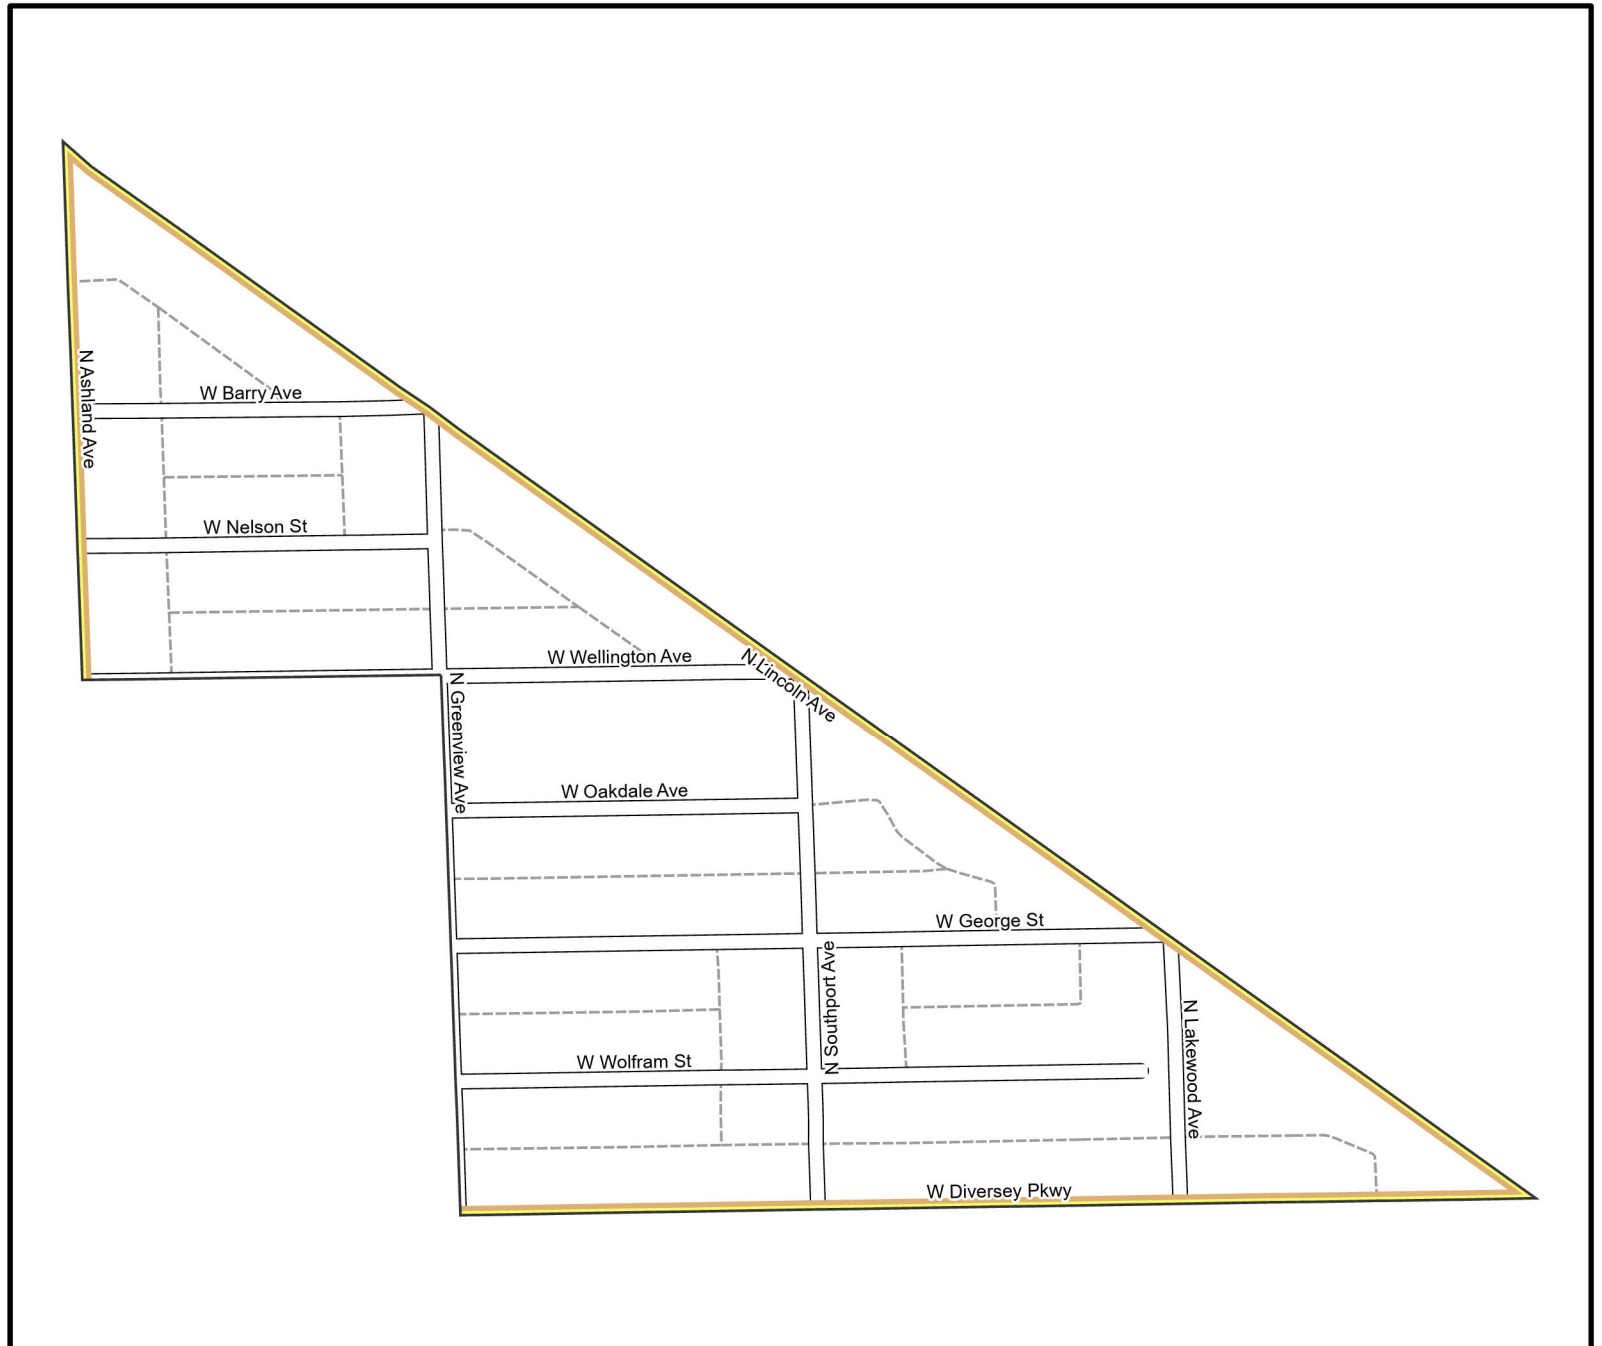 N Ashland Ave
W Barry Ave
W Nelson St
W Wellington Ave
N Lincoln Ave
N Greenview Ave
W Oakdale Ave
W George St
N Southport Ave
W Wolfram St
N Lakewood Ave
W Diversey Pkwy